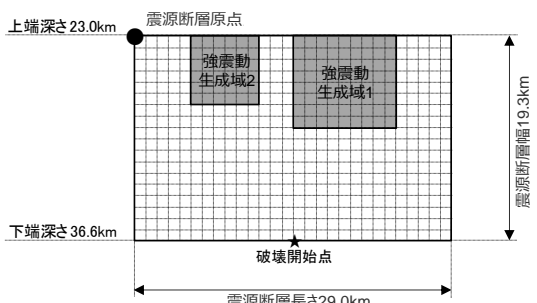 震源断層原点
上端深さ23.0km
強震動
生成域2
強震動
生成域1
震源断層幅19.3km
下端深さ36.6km
破壊開始点
震源断層長さ29.0km